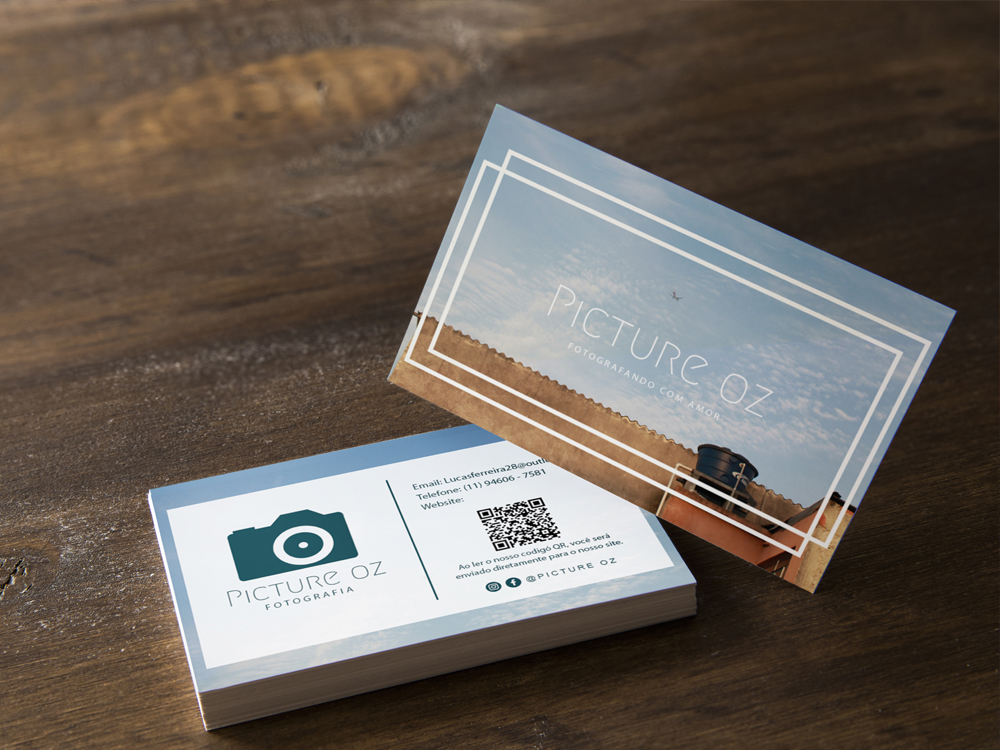 PICTURE OZ
FOTOGRAFANDO COM AMOR
PICTURE OZ
FOTOGRAFIA
Email: Lucasferreira28@outl
Telefone: (11) 94606 - 7581
Website:
Ao ler o nosso codigó QR, você será
enviado diretamente para o nosso site.
@PICTURE OZ